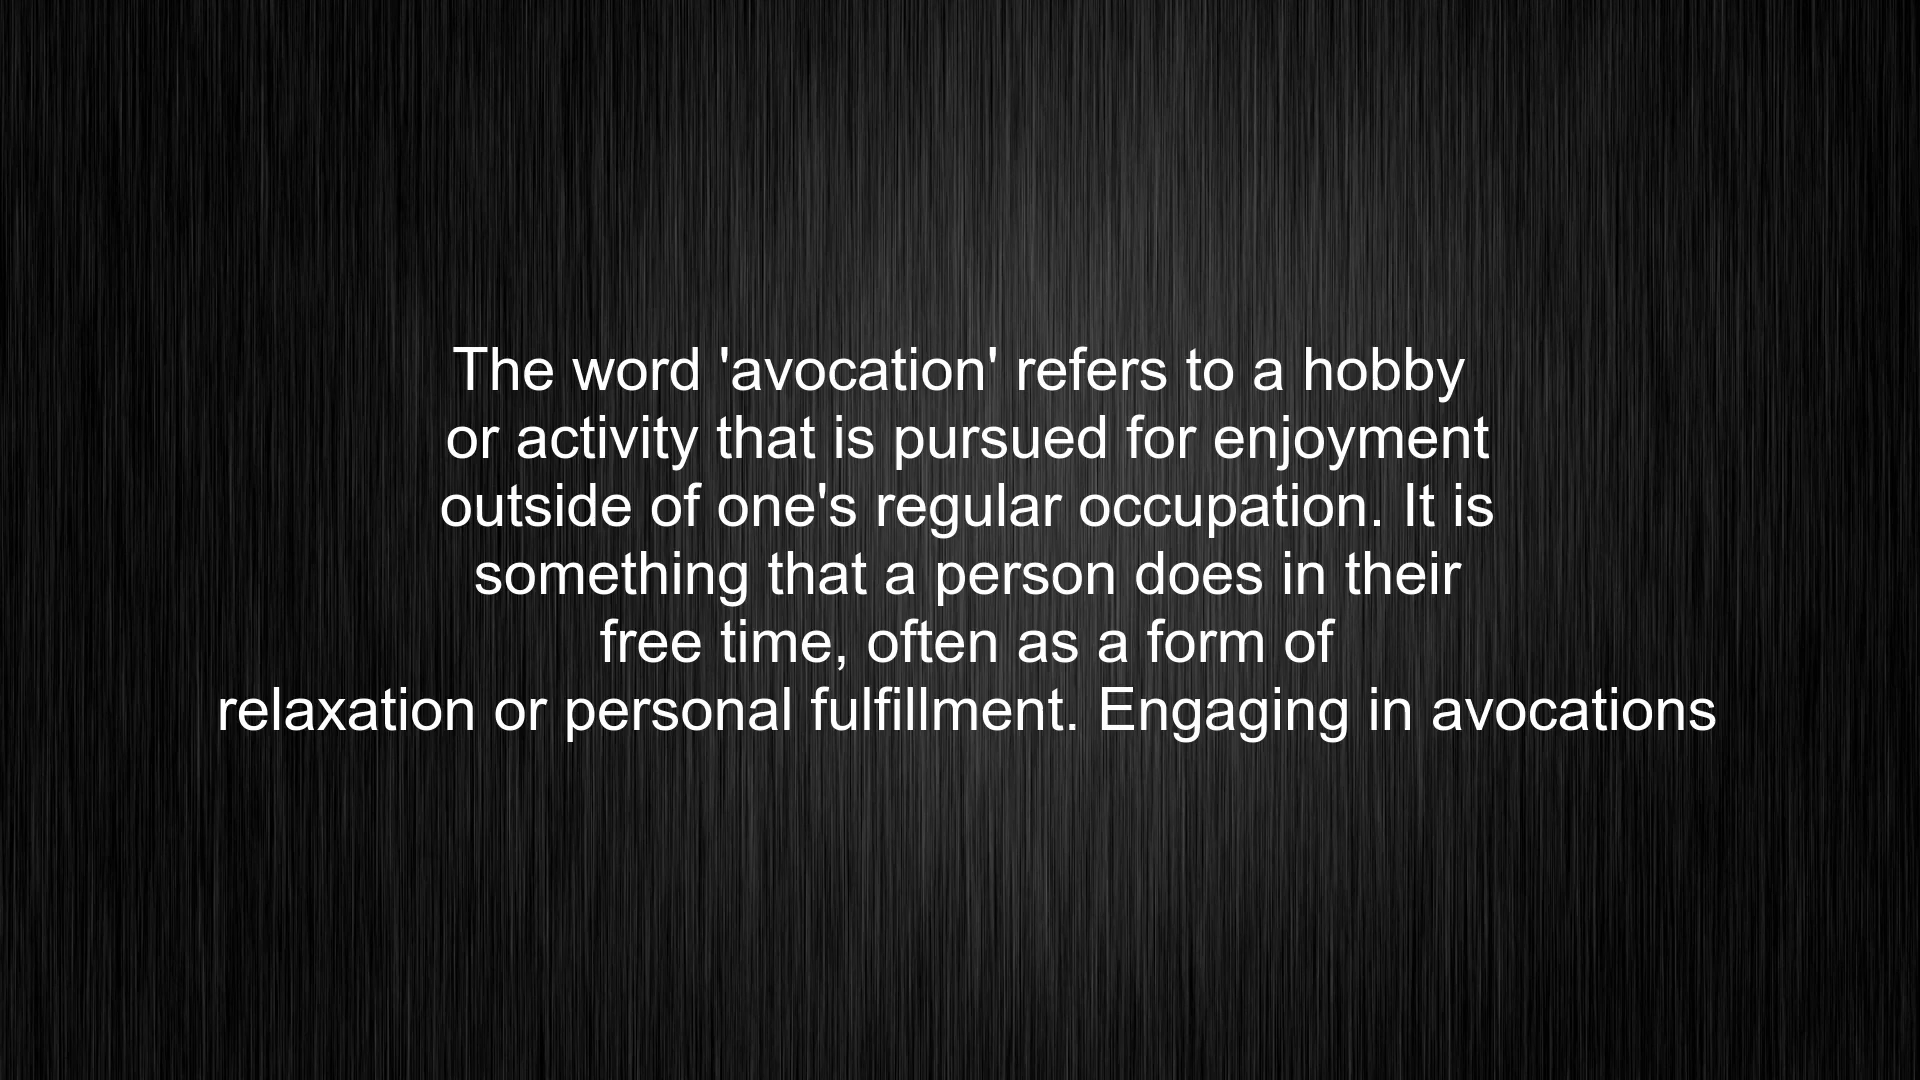 The word 'avocation' refers to a hobby
or activity that is pursued for enjoyment
outside of one's regular occupation. It is
something that a person does in their
free time, often as a form of
relaxation or personal fulfillment. Engaging in avocations